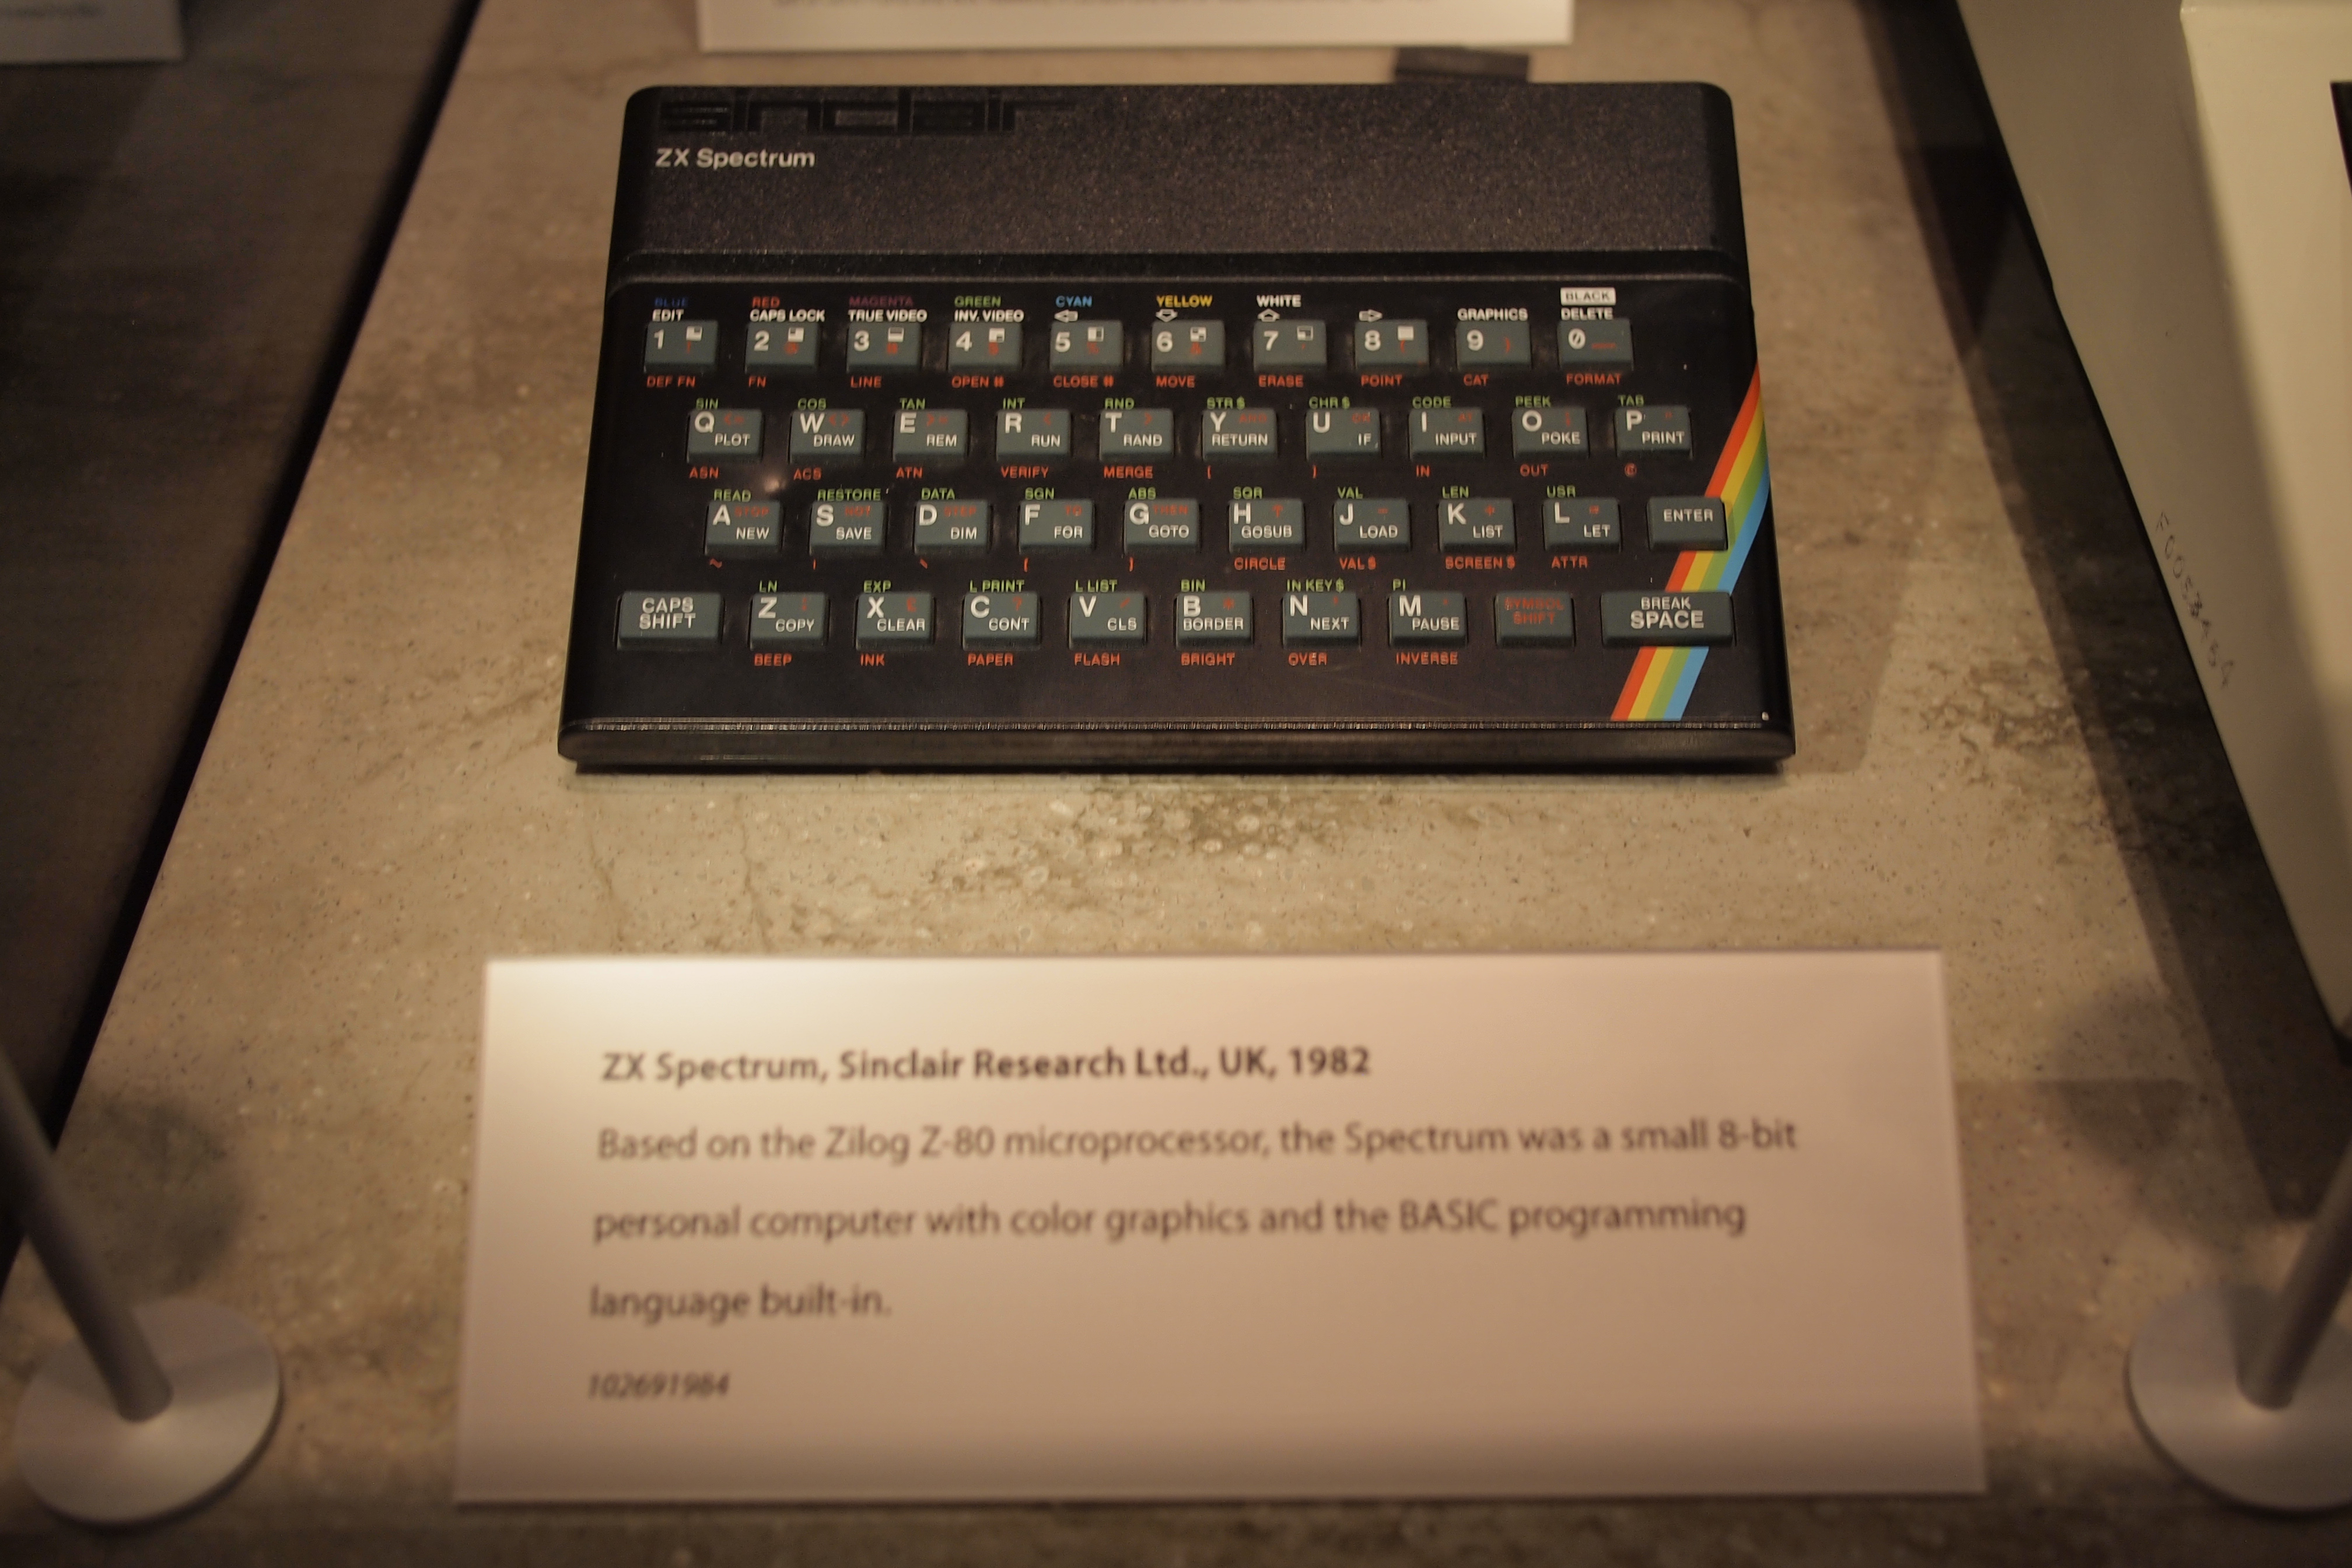 sinclair
ZX Spectrum
BLUE RED MAGENTA GREEN CYAN YELLOW WHITE BLACK
EDIT CAPS LOCK TRUE VIDEO INV. VIDEO GRAPHICS DELETE
1 2 3 4 5 6 7 8 9 0
DEF FN FN LINE OPEN # CLOSE # MOVE ERASE POINT CAT FORMAT
SIN COS TAN INT RND STR $ CHR $ CODE PEEK TAB
Q W E R T Y U I O P
PLOT DRAW REM RUN RAND RETURN IF INPUT POKE PRINT
ASN ACS ATN VERIFY MERGE [ ] IN OUT ©
READ RESTORE DATA SGN ABS SQR VAL LEN USR
A STOP S NOT D STEP F TO G THEN H J K L ENTER
NEW SAVE DIM FOR GOTO GOSUB LOAD LIST LET
~ | \ { } CIRCLE VAL $ SCREEN $ ATTR
LN EXP L PRINT L LIST BIN IN KEY $ PI
CAPS SHIFT Z X C V B N M SYMBOL SHIFT BREAK SPACE
COPY CLEAR CONT CLS BORDER NEXT PAUSE
BEEP INK PAPER FLASH BRIGHT OVER INVERSE
ZX Spectrum, Sinclair Research Ltd., UK, 1982
Based on the Zilog Z-80 microprocessor, the Spectrum was a small 8-bit
personal computer with color graphics and the BASIC programming
language built-in.
102691984